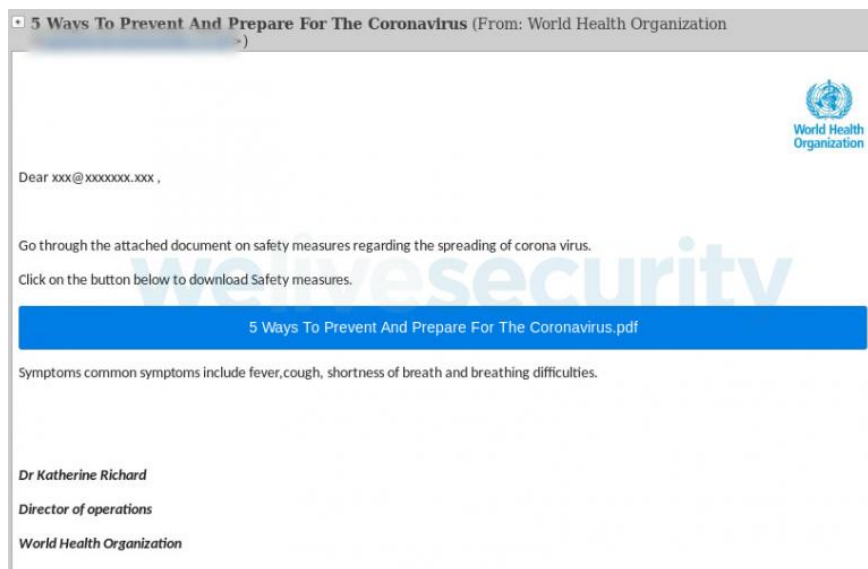 5 Ways To Prevent And Prepare For The Coronavirus (From: World Health Organization
>)
World Health
Organization
Dear xxx@xxxxxxx.xxx ,
Go through the attached document on safety measures regarding the spreading of corona virus.
Click on the button below to download Safety measures.
welivesecurity
5 Ways To Prevent And Prepare For The Coronavirus.pdf
Symptoms common symptoms include fever,cough, shortness of breath and breathing difficulties.
Dr Katherine Richard
Director of operations
World Health Organization